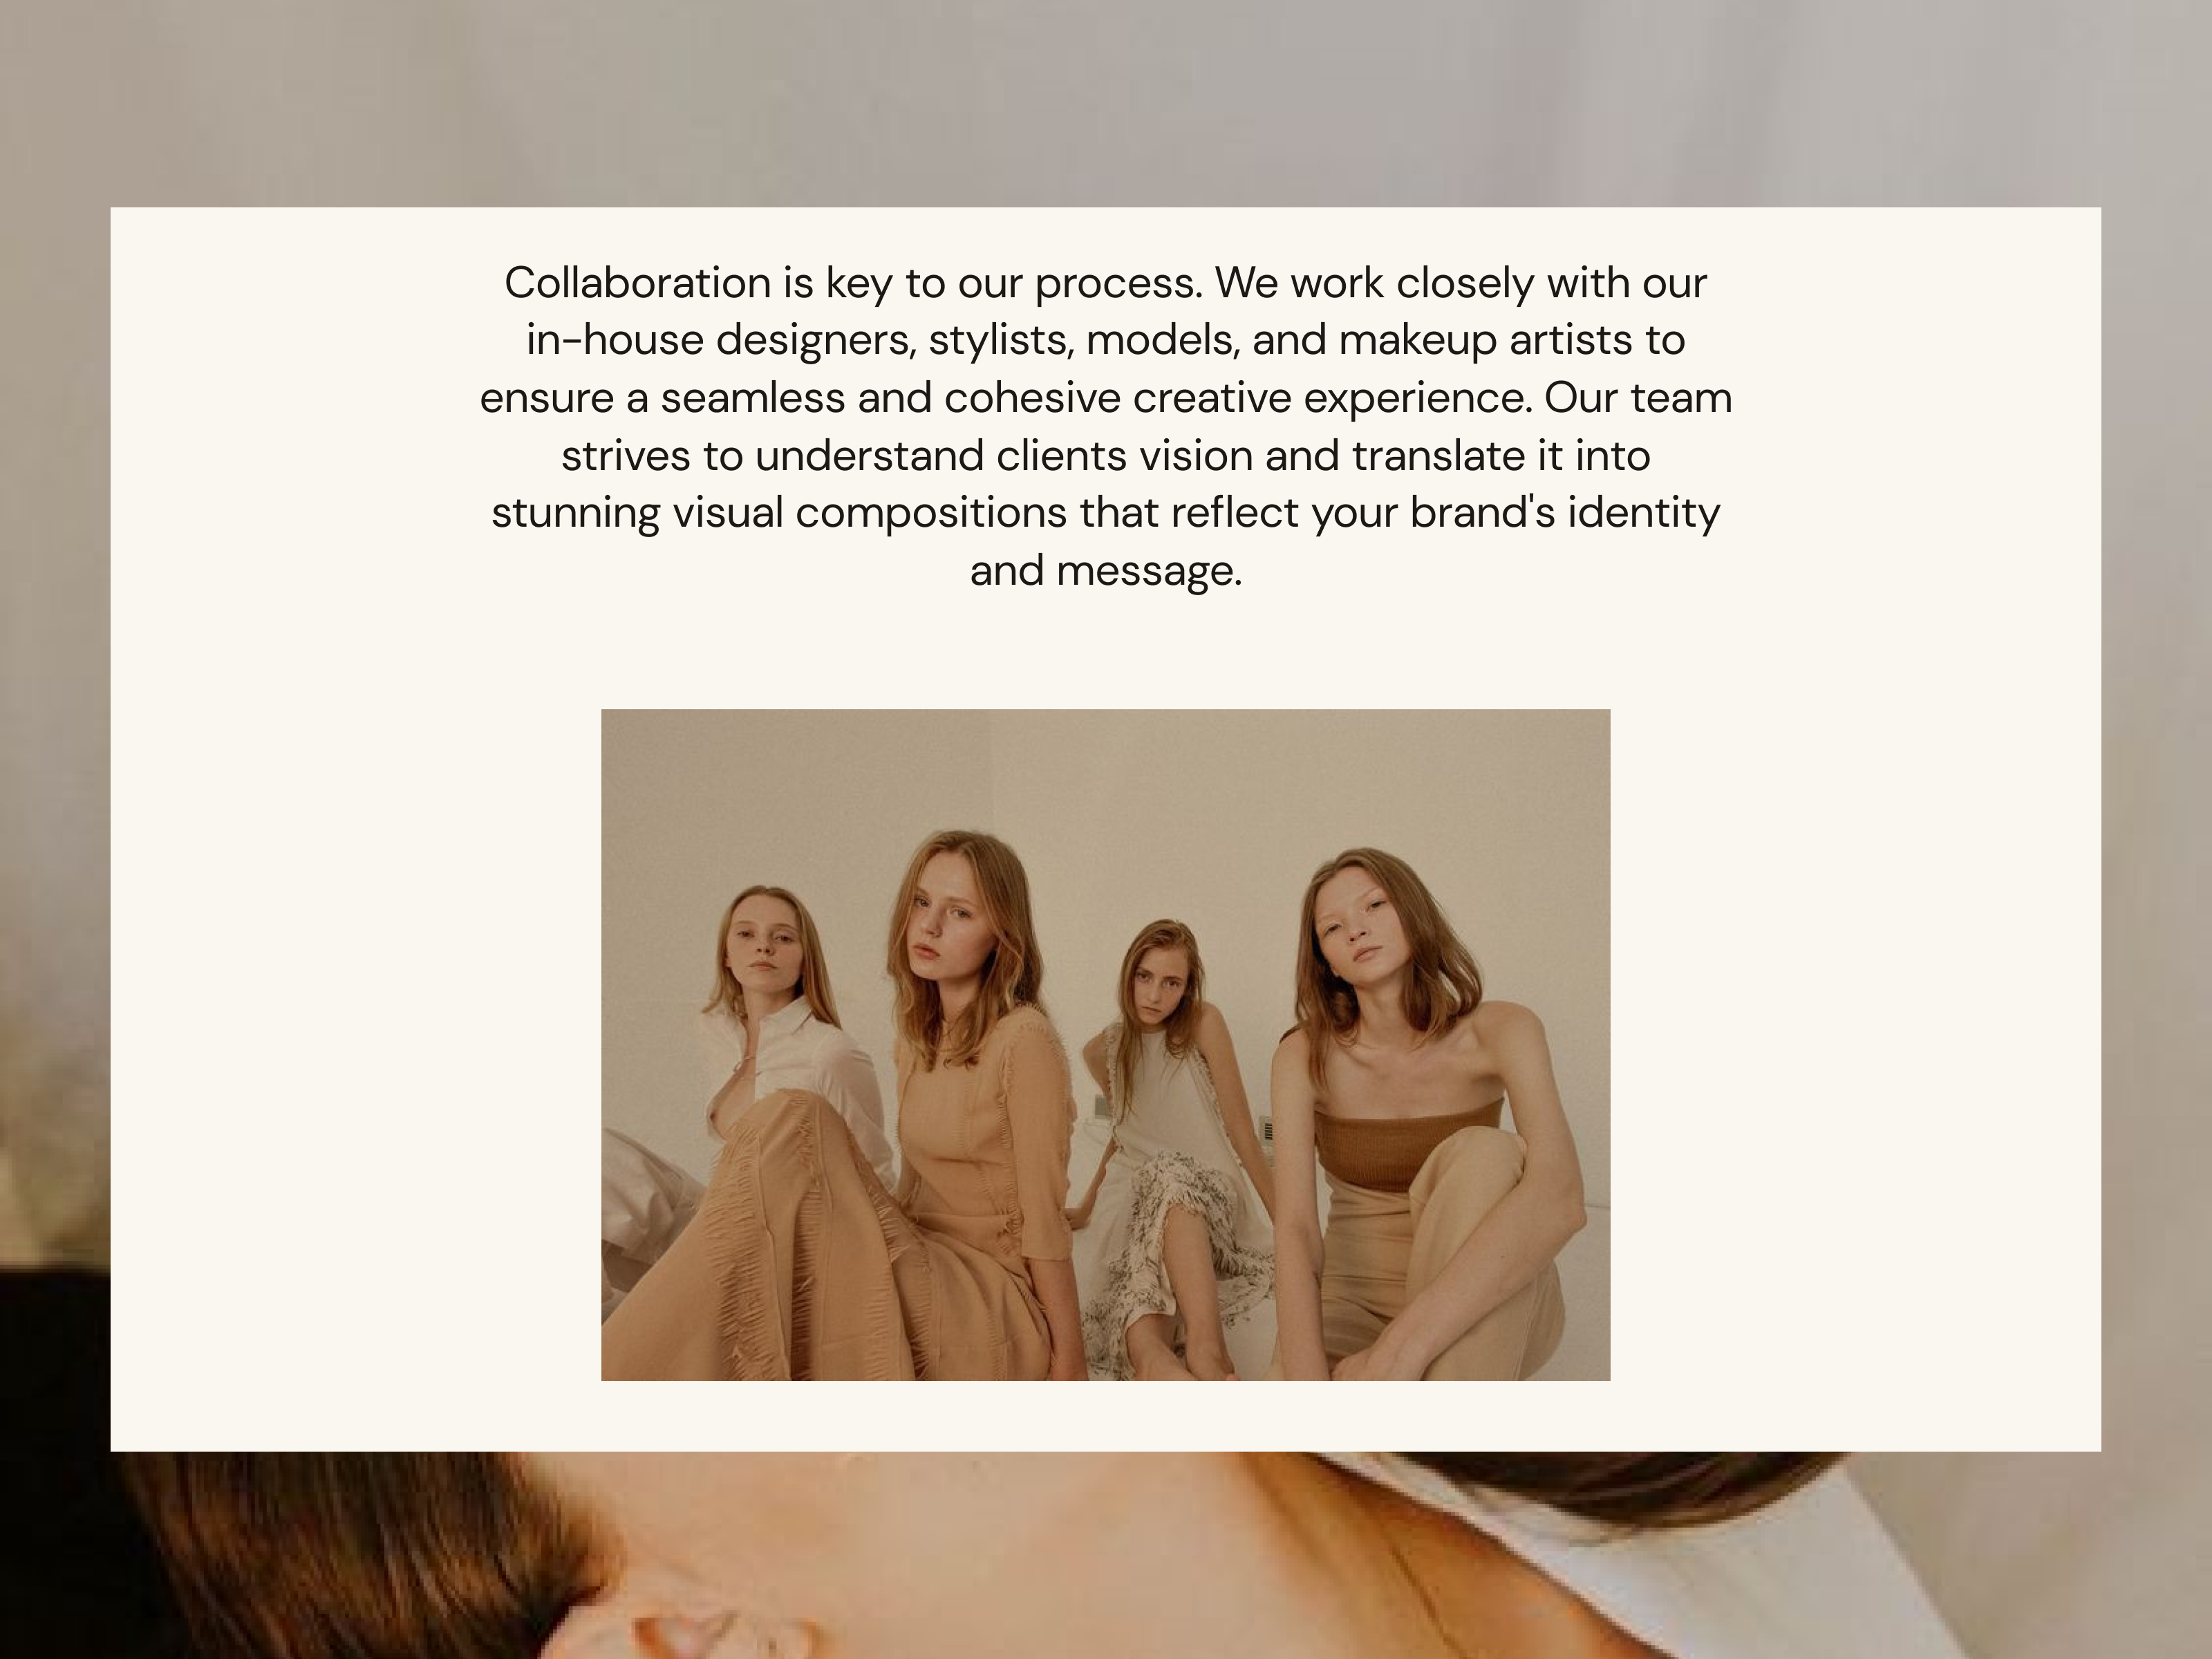 Collaboration is key to our process. We work closely with our
in-house designers, stylists, models, and makeup artists to
ensure a seamless and cohesive creative experience. Our team
strives to understand clients vision and translate it into
stunning visual compositions that reflect your brand's identity
and message.